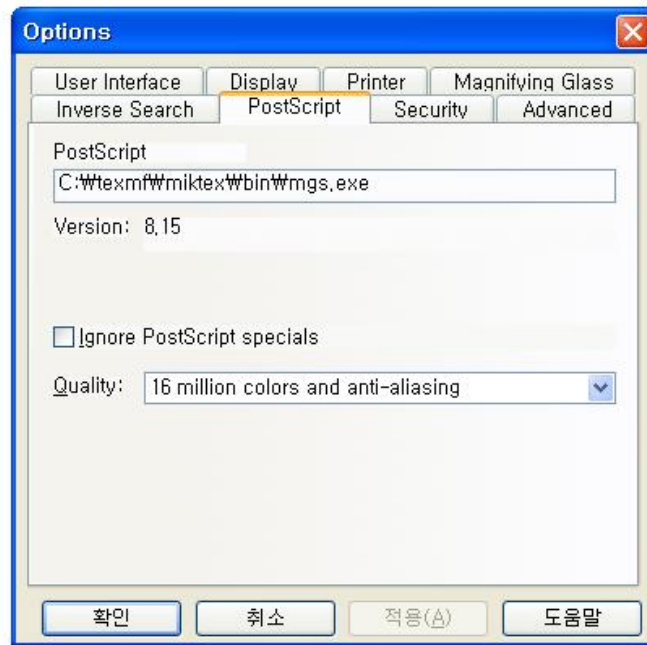 Options
User Interface Display Printer Magnifying Glass
Inverse Search PostScript Security Advanced
PostScript
C:₩texmf₩miktex₩bin₩mgs.exe
Version: 8.15
Ignore PostScript specials
Quality: 16 million colors and anti-aliasing
확인 취소 적용(A) 도움말